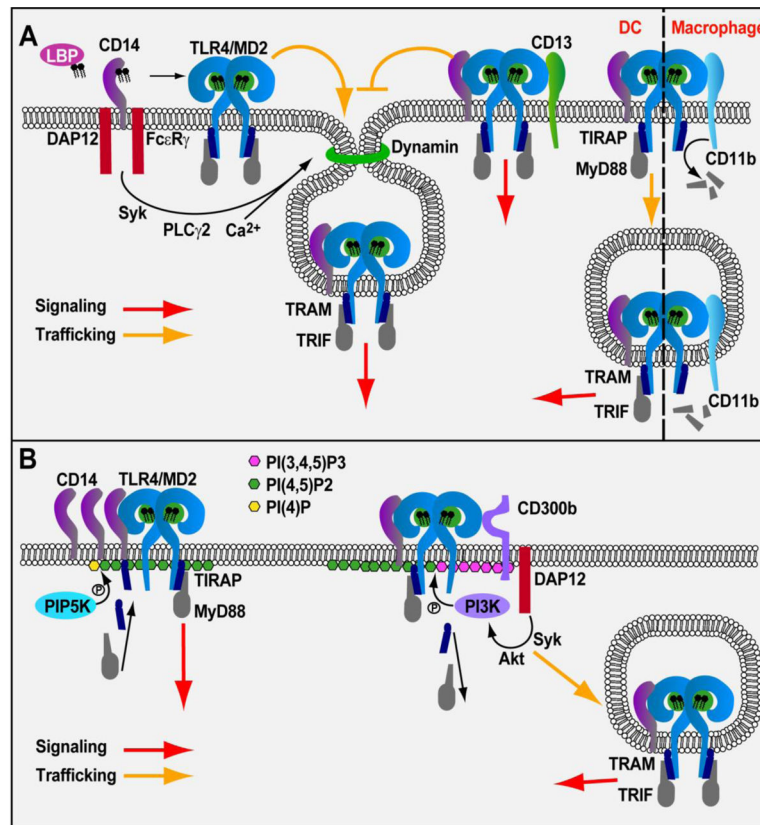 A
LBP
CD14
TLR4/MD2
CD13
DC
Macrophage
DAP12
FcεRγ
Dynamin
TIRAP
MyD88
CD11b
Syk
PLCγ2
Ca2+
Signaling
Trafficking
TRAM
TRIF
TRAM
TRIF
CD11b
B
CD14
TLR4/MD2
PI(3,4,5)P3
PI(4,5)P2
PI(4)P
CD300b
PIP5K
P
TIRAP
MyD88
P
PI3K
DAP12
Akt
Syk
Signaling
Trafficking
TRAM
TRIF